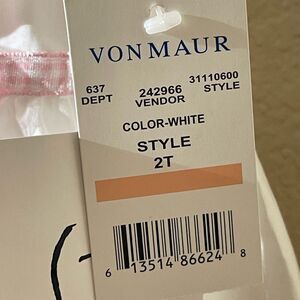 VONMAUR
637 242966 31110600
DEPT VENDOR STYLE
COLOR-WHITE
STYLE
2T
6 13514 86624 8